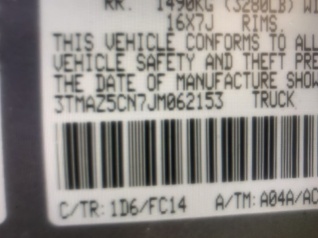 RR. 1490KG (3280LB) WI
16X7J RIMS.
THIS VEHICLE CONFORMS TO ALL
VEHICLE SAFETY AND THEFT PRE
THE DATE OF MANUFACTURE SHOW
3TMAZ5CN7JM062153 TRUCK
C/TR: 1D6/FC14 A/TM: A04A/AC